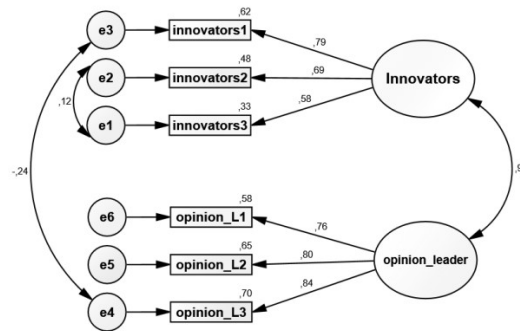 ,62
e3 innovators1
,79
,48
e2 innovators2 ,69 Innovators
,12
,33 ,58
e1 innovators3
-,24
,58
e6 opinion_L1
,76
,65
e5 opinion_L2 ,80 opinion_leader
,70 ,84
e4 opinion_L3